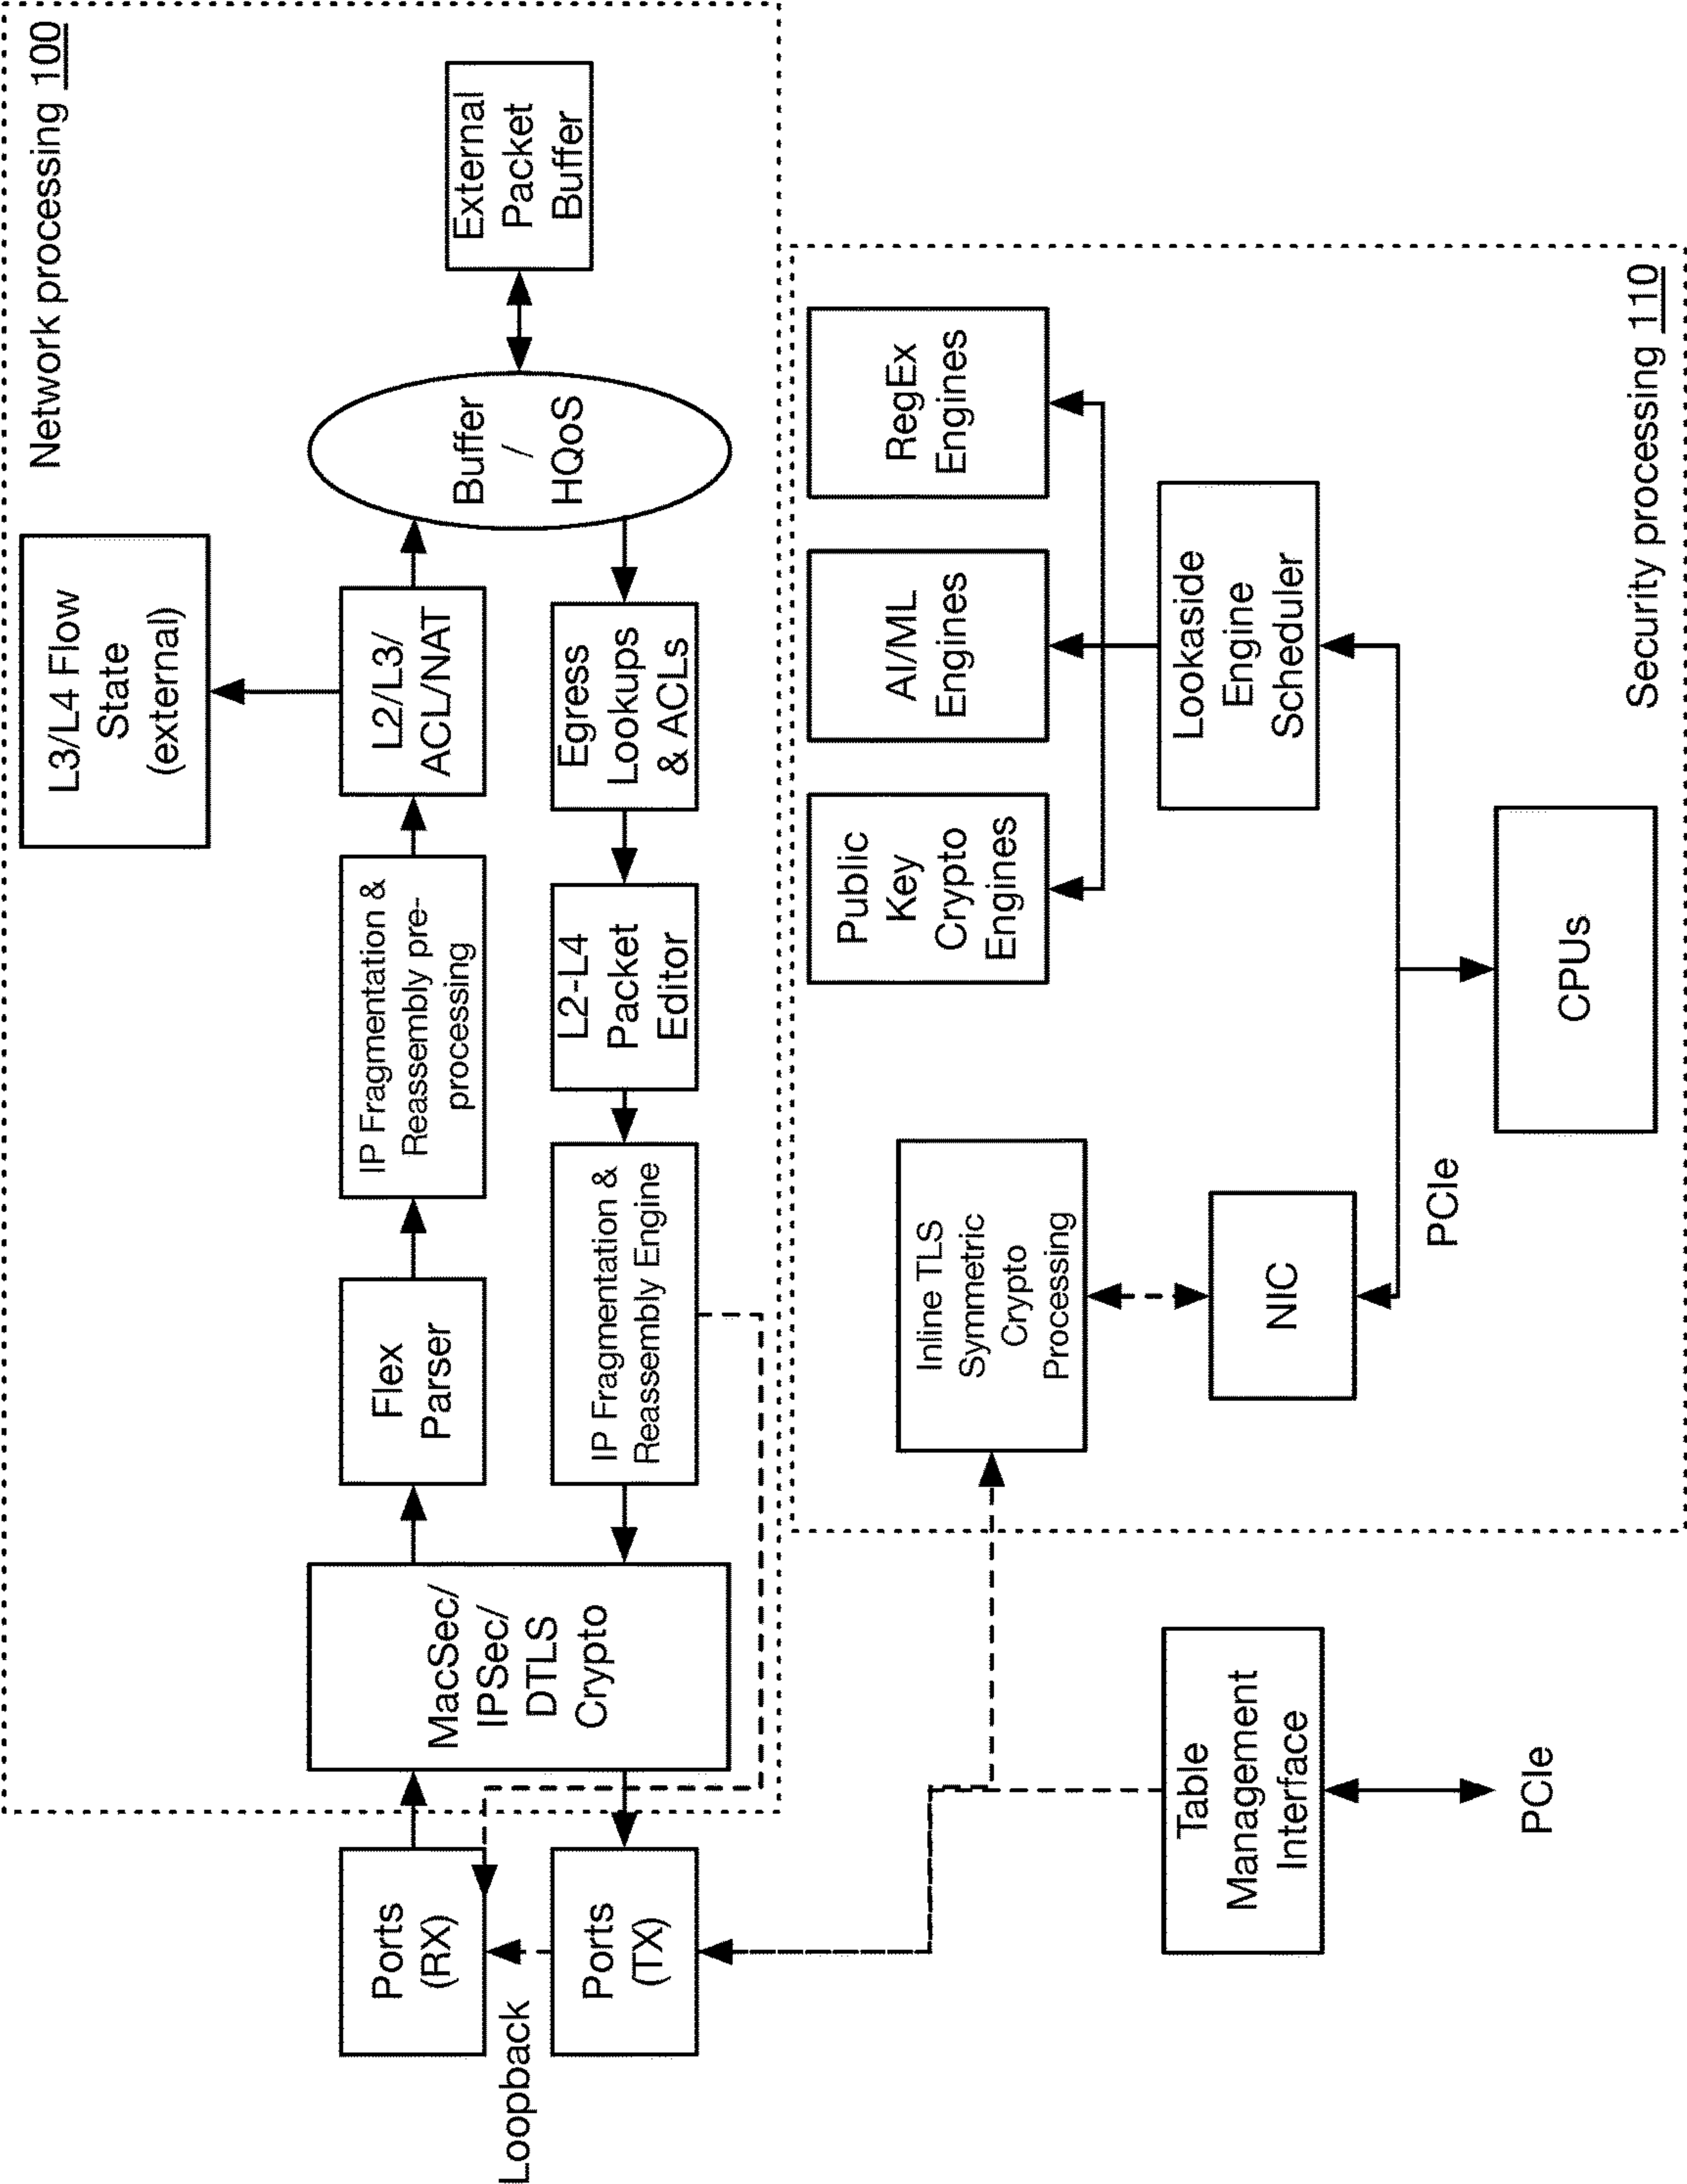 Network processing 100
L3/L4 Flow
State
(external)
Ports
(RX)
MacSec/
IPSec/
DTLS
Crypto
Flex
Parser
IP Fragmentation &
Reassembly pre-
processing
L2/L3/
ACL/NAT
Buffer
/
HQoS
External
Packet
Buffer
Loopback
Ports
(TX)
IP Fragmentation &
Reassembly Engine
L2-L4
Packet
Editor
Egress
Lookups
& ACLs
Public
Key
Crypto
Engines
AI/ML
Engines
RegEx
Engines
Inline TLS
Symmetric
Crypto
Processing
Lookaside
Engine
Scheduler
Table
Management
Interface
NIC
PCIe
CPUs
PCIe
Security processing 110